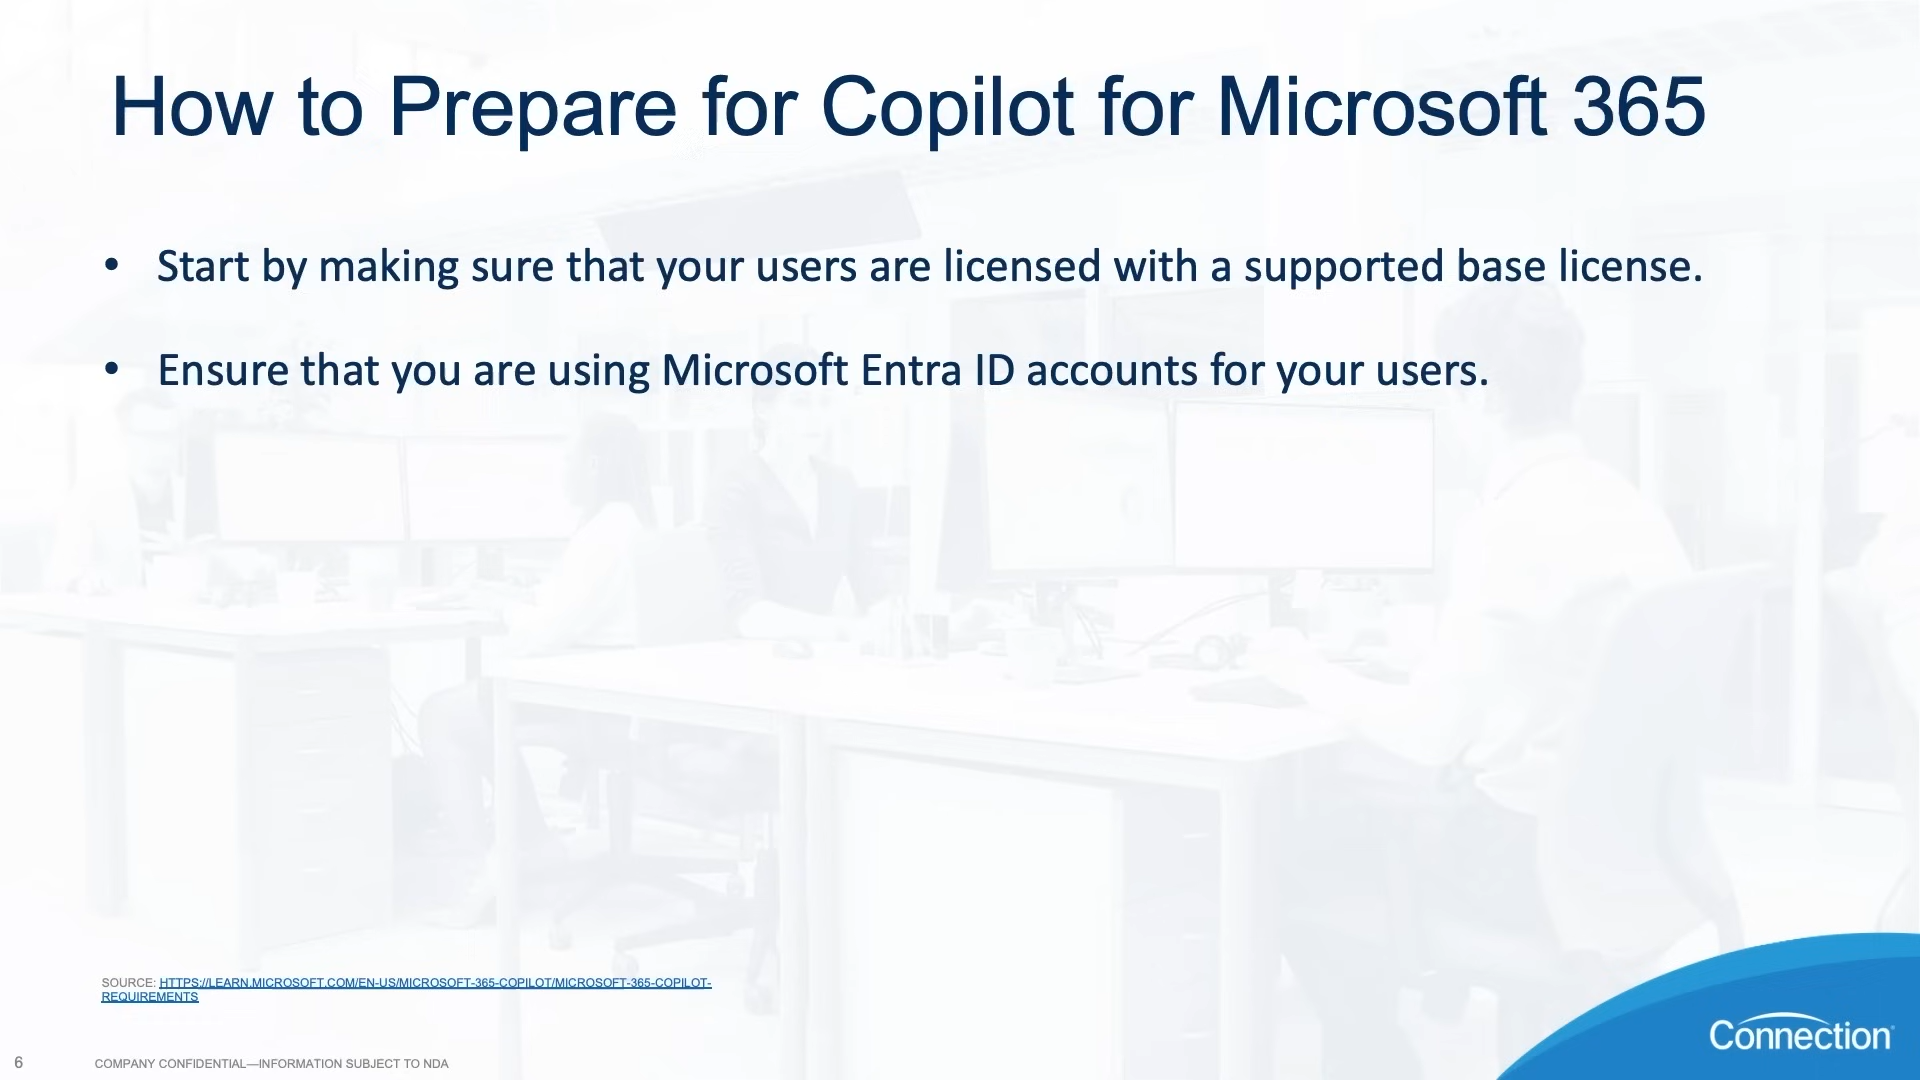 How to Prepare for Copilot for Microsoft 365
• Start by making sure that your users are licensed with a supported base license.
• Ensure that you are using Microsoft Entra ID accounts for your users.
SOURCE: HTTPS://LEARN.MICROSOFT.COM/EN-US/MICROSOFT-365-COPILOT/MICROSOFT-365-COPILOT-
REQUIREMENTS
Connection
6 COMPANY CONFIDENTIAL—INFORMATION SUBJECT TO NDA